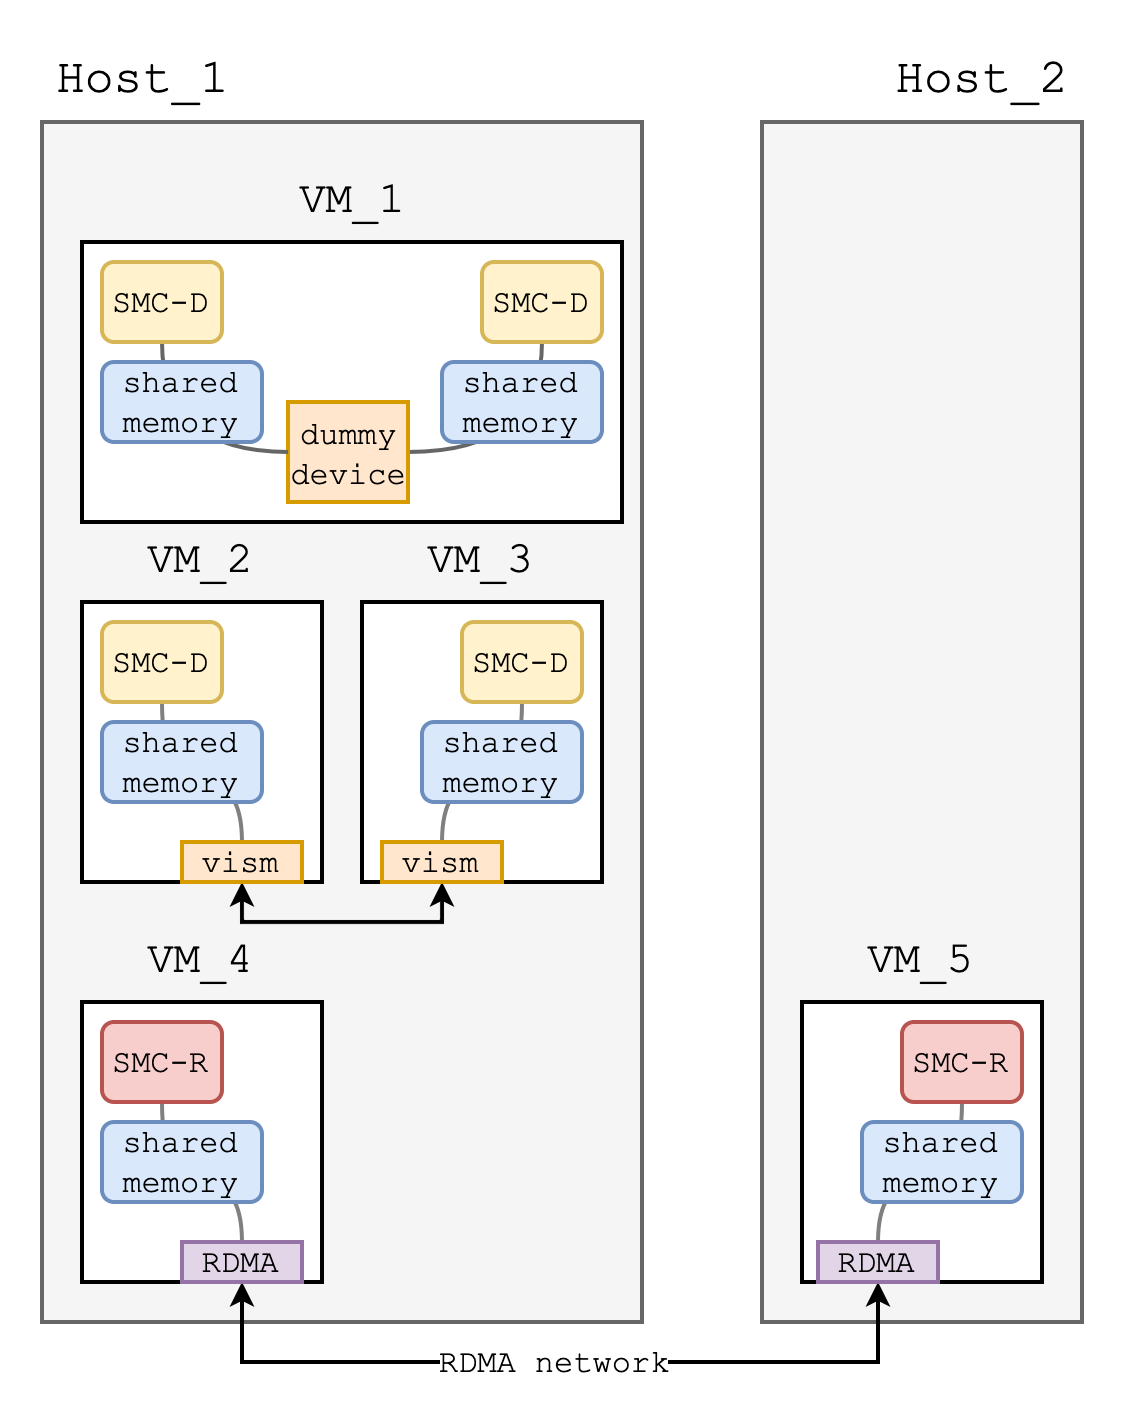 Host_1
Host_2
VM_1
SMC-D
SMC-D
shared
memory
shared
memory
dummy
device
VM_2
VM_3
SMC-D
SMC-D
shared
memory
shared
memory
vism
vism
VM_4
VM_5
SMC-R
SMC-R
shared
memory
shared
memory
RDMA
RDMA
RDMA network